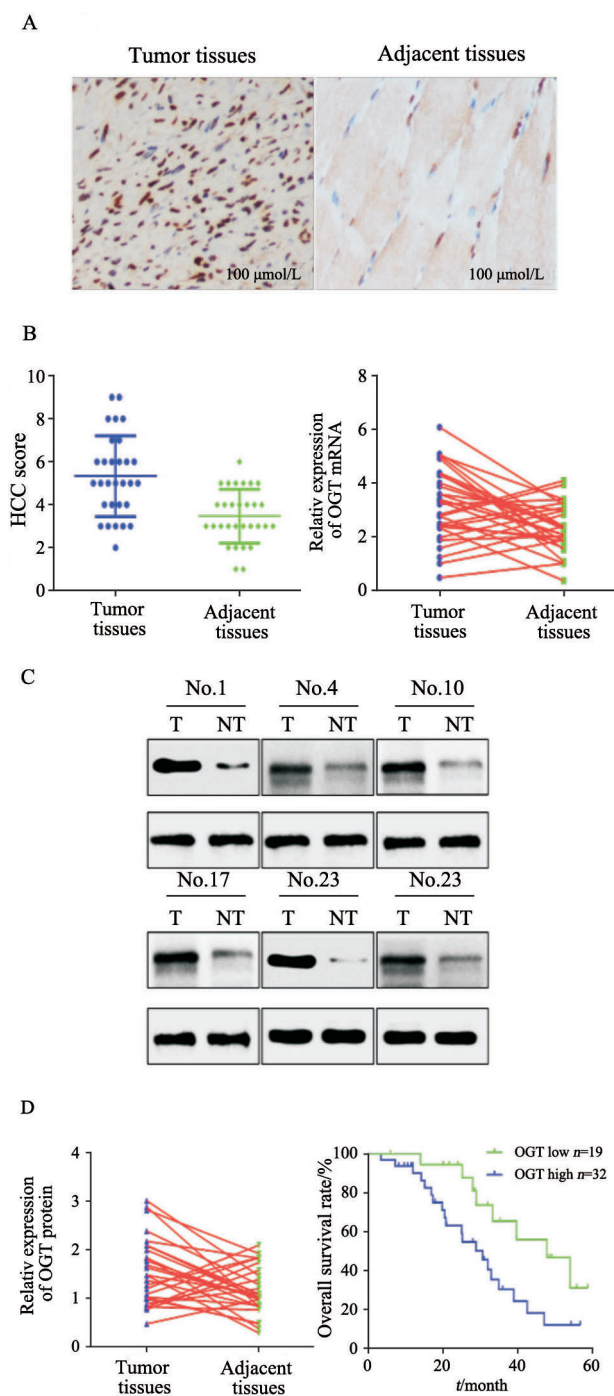 A
Tumor tissues
Adjacent tissues
100 μmol/L
100 μmol/L
B
10
8
6
4
2
0
HCC score
Tumor
tissues
Adjacent
tissues
8
6
4
2
0
Relativ expression
of OGT mRNA
Tumor
tissues
Adjacent
tissues
C
No.1
No.4
No.10
T NT
T NT
T NT
No.17
No.23
No.23
T NT
T NT
T NT
D
4
3
2
1
0
Relative expression
of OGT protein
Tumor
tissues
Adjacent
tissues
100
80
60
40
20
0
Overall survival rate/%
OGT low n=19
OGT high n=32
0 20 40 60
t/month